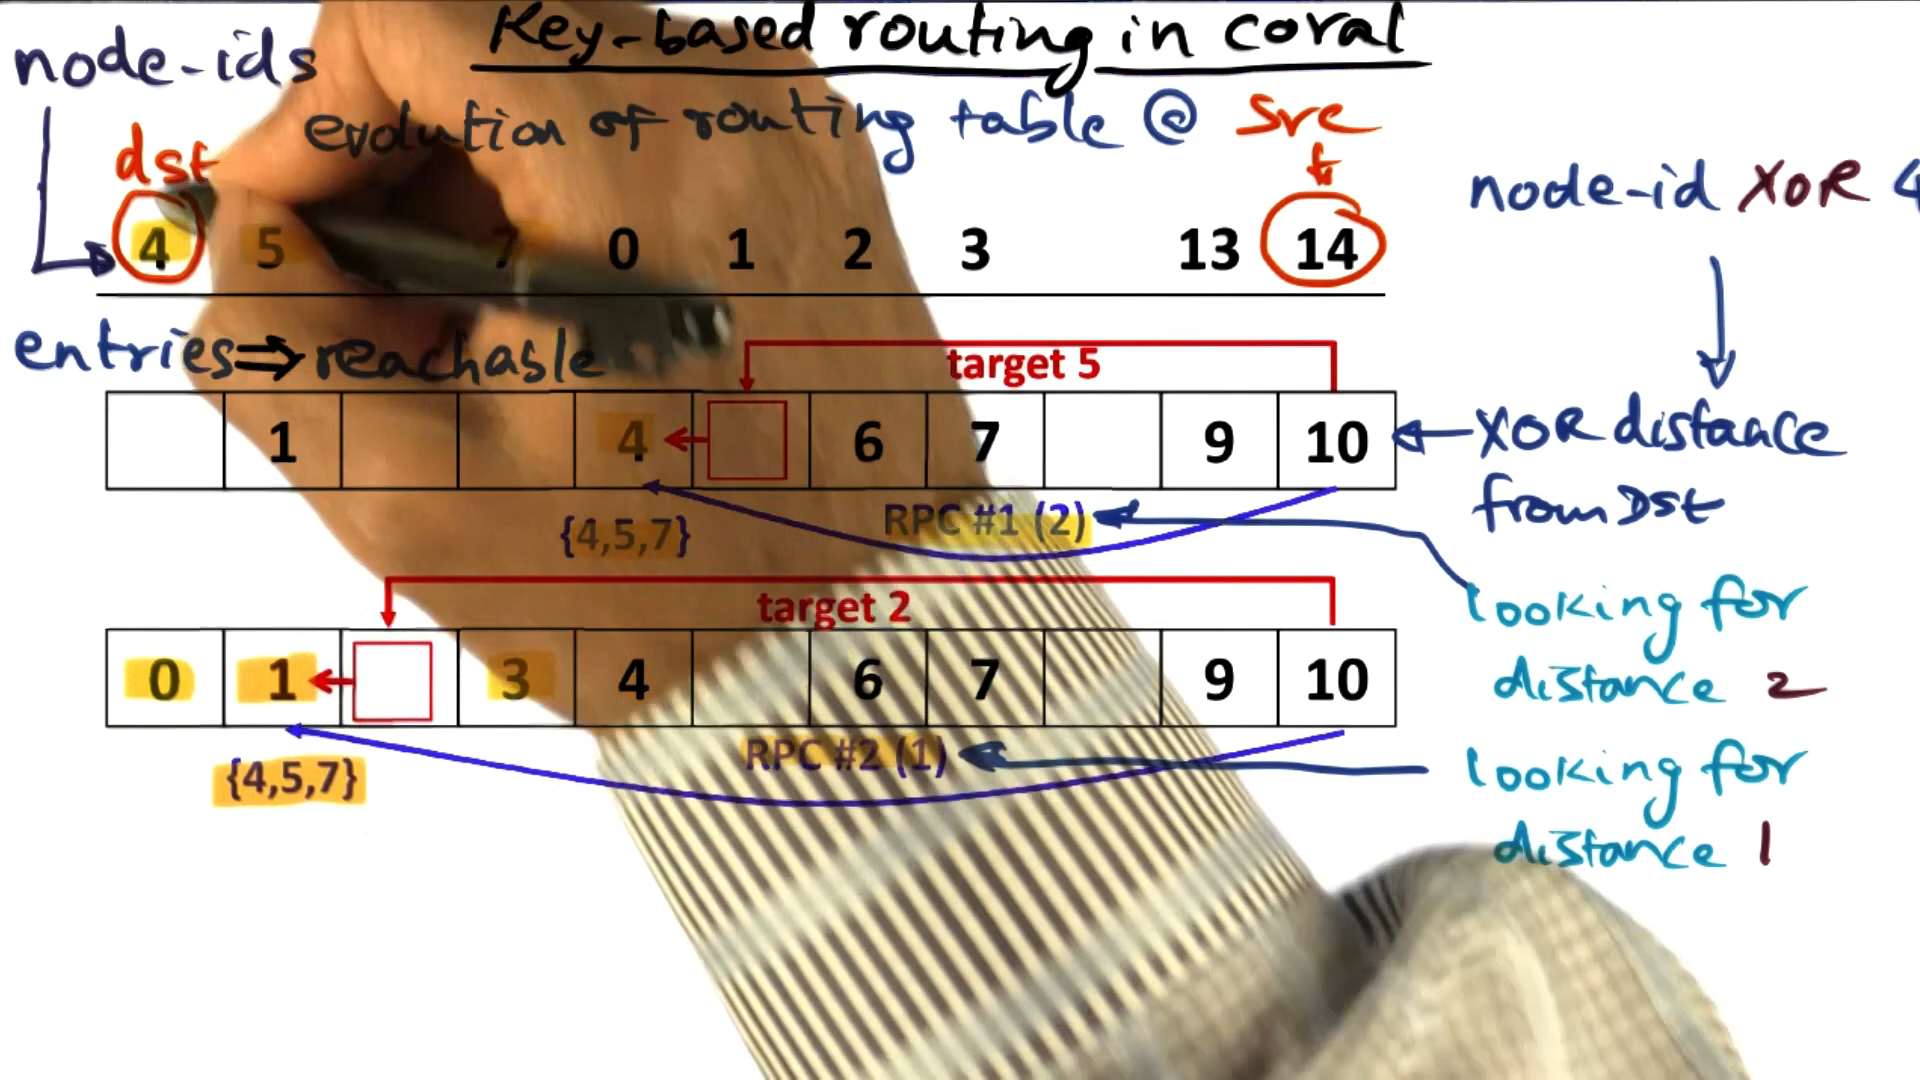 Key-based routing in coral
node-ids
evolution of routing table @ Src
dst
node-id XOR 4
4 5 7 0 1 2 3 13 14
entries⇒reachable
target 5
1 4 6 7 9 10
XOR distance
from Dst
{4,5,7}
RPC #1 (2)
looking for
distance 2
target 2
0 1 3 4 6 7 9 10
{4,5,7}
RPC #2 (1)
looking for
distance 1